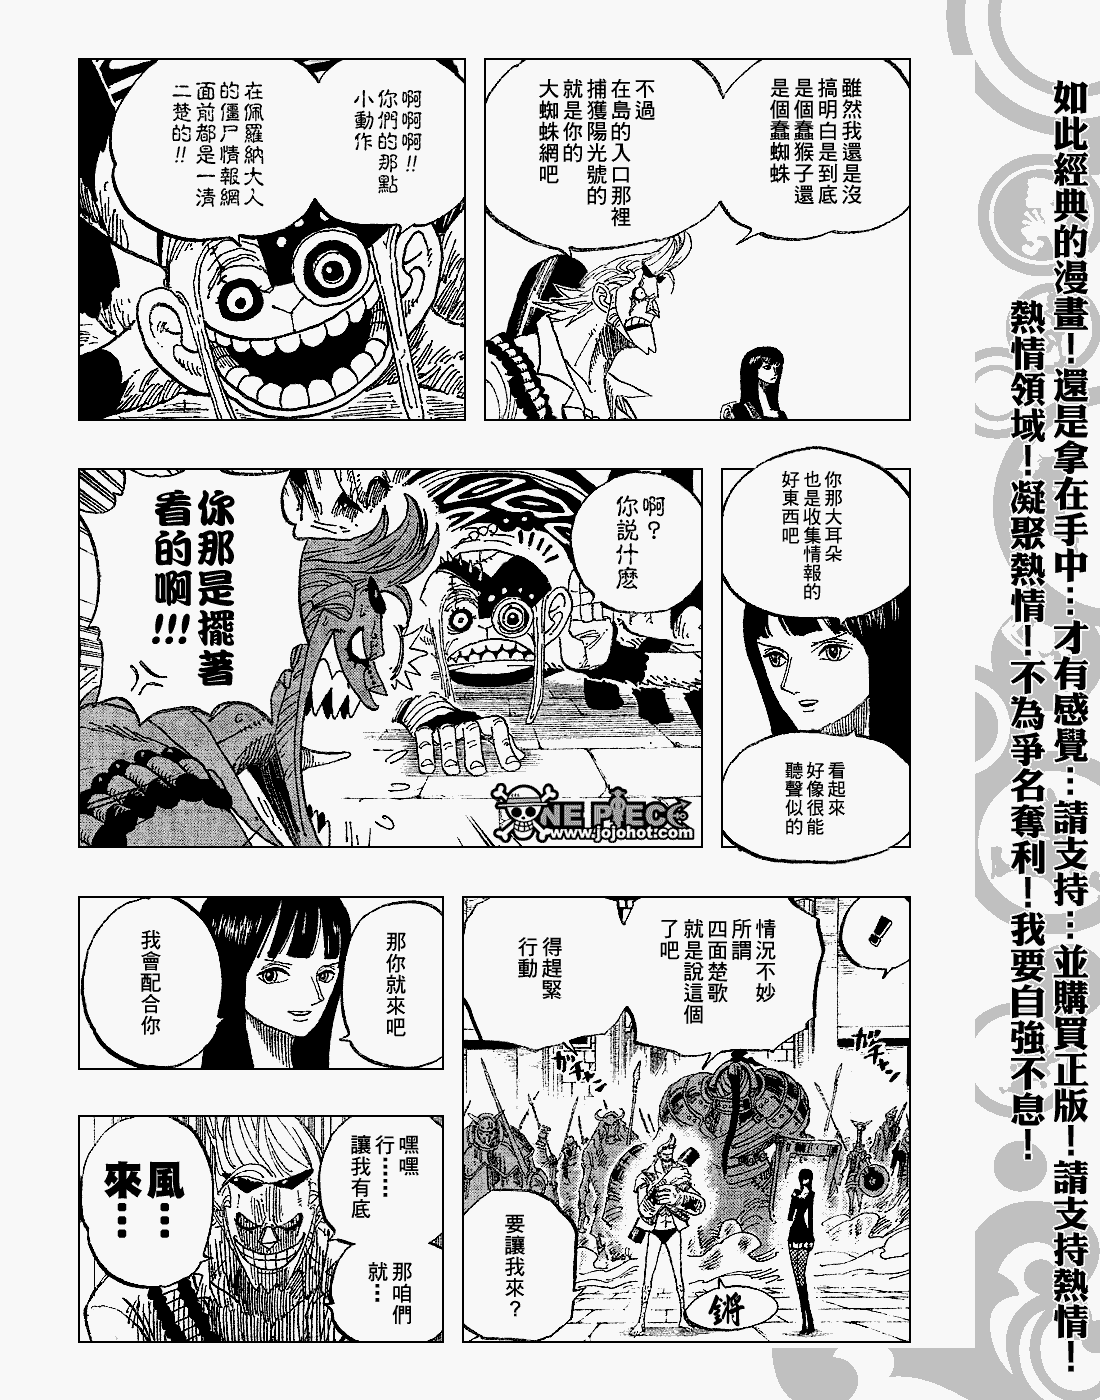 雖然我還是沒
搞明白是到底
是個蠢猴子還
是個蠢蜘蛛
不過
在島的入口那裡
捕獲陽光號的
就是你的
大蜘蛛網吧
啊啊啊!!
你們的那點
小動作
在佩羅納大人
的僵尸情報網
面前都是一清
二楚的!!
你那大耳朵
也是收集情報的
好東西吧
看起來
好像很能
聽聲似的
啊?
你說什麽
你那是擺著
看的啊!!!
ONE PIECE
www.jojohot.com
!
情況不妙
所謂
四面楚歌
就是說這個
了吧
得趕緊
行動
ガチャン
ガチャン
要讓我來?
鏘
那你就來吧
我會配合你
嘿嘿
行……
讓我有底
那咱們
就…
風…
來…
如此經典的漫畫!還是拿在手中…才有感覺…請支持…並購買正版!請支持熱情!
熱情領域!凝聚熱情!不為爭名奪利!我要自強不息!